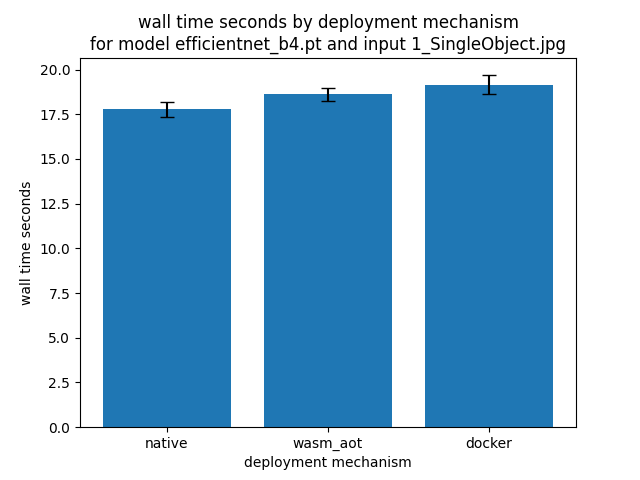 wall time seconds by deployment mechanism
for model efficientnet_b4.pt and input 1_SingleObject.jpg
20.0
17.5
15.0
12.5
10.0
7.5
5.0
2.5
0.0
wall time seconds
native
wasm_aot
docker
deployment mechanism